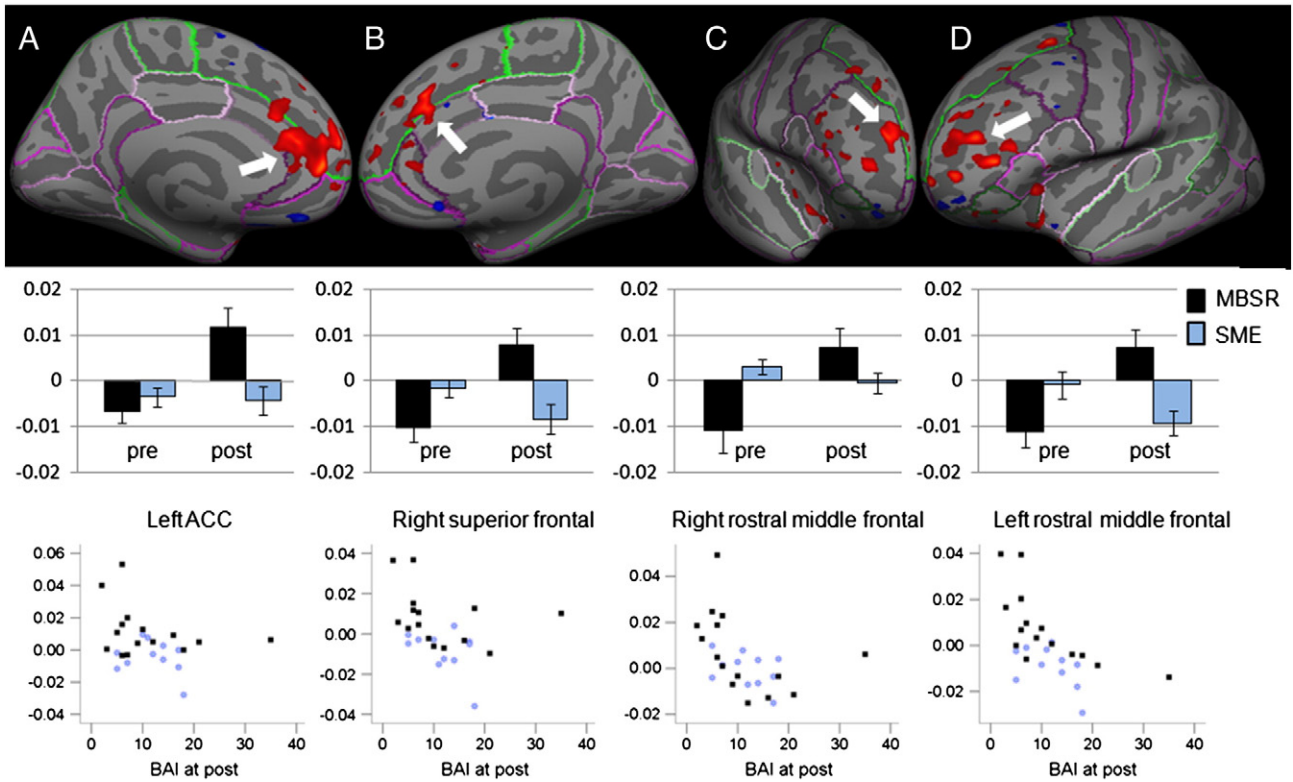 A B C D
0.02 0.02 0.02 0.02
MBSR
0.01 0.01 0.01 0.01
SME
0 0 0 0
-0.01 -0.01 -0.01 -0.01
pre post pre post pre post pre post
-0.02 -0.02 -0.02 -0.02
Left ACC Right superior frontal Right rostral middle frontal Left rostral middle frontal
0.06 0.04 0.04 0.04
0.04 0.02 0.02 0.02
0.02 0.00 0.00 0.00
0.00 -0.02 -0.02 -0.02
-0.02 -0.04
-0.04
0 10 20 30 40 0 10 20 30 40 0 10 20 30 40 0 10 20 30 40
BAI at post BAI at post BAI at post BAI at post